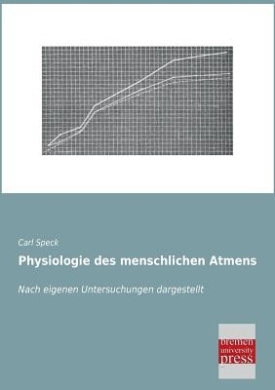 Carl Speck
Physiologie des menschlichen Atmens
Nach eigenen Untersuchungen dargestellt
bremen
university
press